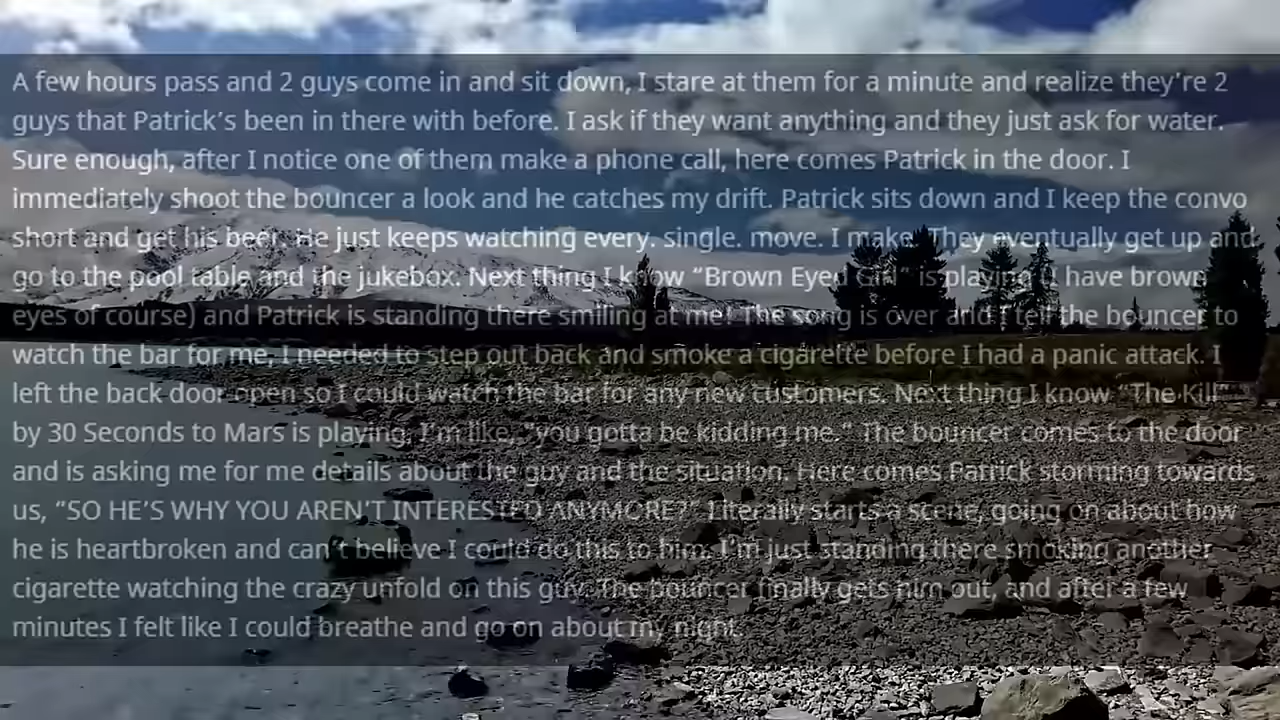 A few hours pass and 2 guys come in and sit down, I stare at them for a minute and realize they’re 2
guys that Patrick’s been in there with before. I ask if they want anything and they just ask for water.
Sure enough, after I notice one of them make a phone call, here comes Patrick in the door. I
immediately shoot the bouncer a look and he catches my drift. Patrick sits down and I keep the convo
short and get his beer. He just keeps watching every. single. move. I make. They eventually get up and
go to the pool table and the jukebox. Next thing I know “Brown Eyed Girl” is playing(I have brown
eyes of course) and Patrick is standing there smiling at me! The song is over and I tell the bouncer to
watch the bar for me, I needed to step out back and smoke a cigarette before I had a panic attack. I
left the back door open so I could watch the bar for any new customers. Next thing I know “The Kill”
by 30 Seconds to Mars is playing, I’m like, “you gotta be kidding me.” The bouncer comes to the door
and is asking me for me details about the guy and the situation. Here comes Patrick storming towards
us, “SO HE’S WHY YOU AREN’T INTERESTED ANYMORE?” Literally starts a scene, going on about how
he is heartbroken and can’t believe I could do this to him. I’m just standing there smoking another
cigarette watching the crazy unfold on this guy. The bouncer finally gets him out, and after a few
minutes I felt like I could breathe and go on about my night.